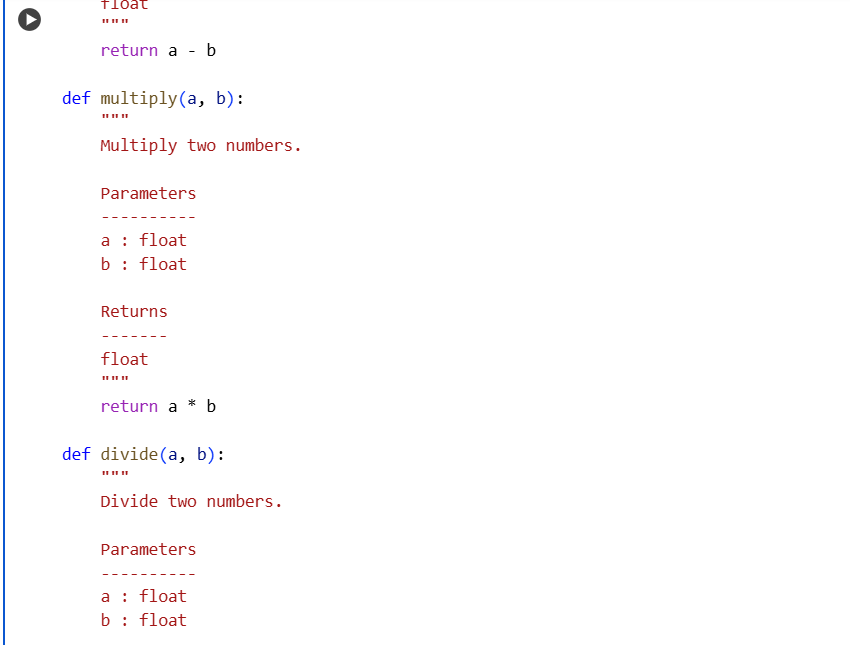 float
"""
return a - b
def multiply(a, b):
"""
Multiply two numbers.
Parameters
----------
a : float
b : float
Returns
-------
float
"""
return a * b
def divide(a, b):
"""
Divide two numbers.
Parameters
----------
a : float
b : float